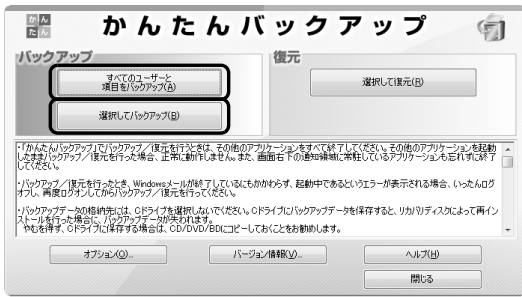 かんたん
かんたんバックアップ
バックアップ
復元
すべてのユーザーと
項目をバックアップ(A)
選択してバックアップ(B)
選択して復元(R)
・「かんたんバックアップ」でバックアップ／復元を行うときは、その他のアプリケーションをすべて終了してください。その他のアプリケーションを起動
したままバックアップ／復元を行った場合、正常に動作しません。また、画面右下の通知領域に常駐しているアプリケーションも忘れずに終了
してください。
・バックアップ／復元を行ったとき、Windowsメールが終了しているにもかかわらず、起動中であるというエラーが表示される場合、いったんログ
オフし、再度ログオンしてからバックアップ／復元を行ってください。
・バックアップデータの格納先には、Cドライブを選択しないでください。Cドライブにバックアップデータを保存すると、リカバリディスクによって再イン
ストールを行った場合に、バックアップデータが失われます。
やむを得ず、Cドライブに保存する場合は、CD/DVD/BDにコピーしておくことをお勧めします。
オプション(O)...
バージョン情報(V)...
ヘルプ(H)
閉じる